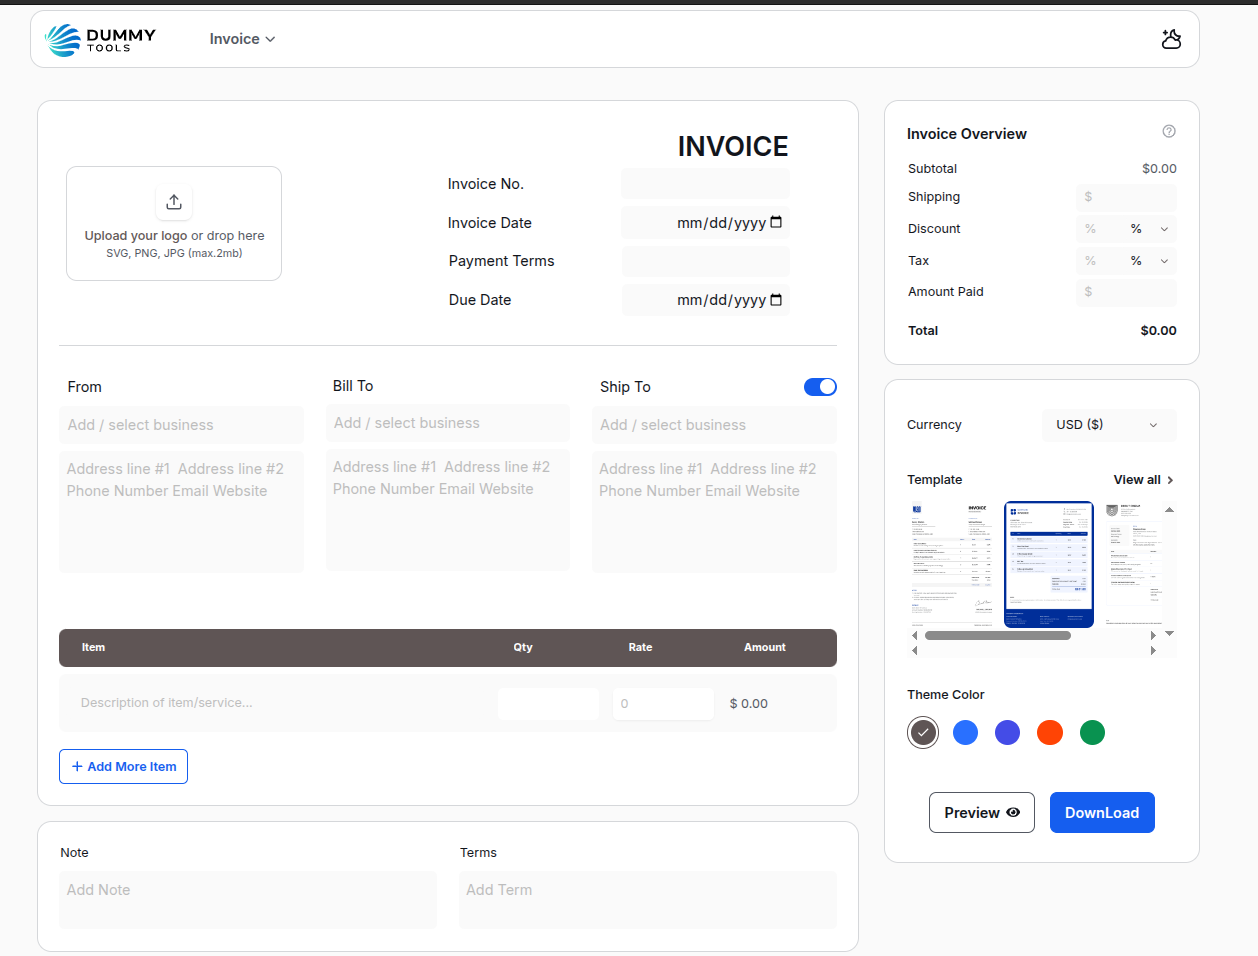 DUMMY
TOOLS
Invoice
INVOICE
Upload your logo or drop here
SVG, PNG, JPG (max.2mb)
Invoice No.
Invoice Date mm/dd/yyyy
Payment Terms
Due Date mm/dd/yyyy
From
Add / select business
Address line #1 Address line #2
Phone Number Email Website
Bill To
Add / select business
Address line #1 Address line #2
Phone Number Email Website
Ship To
Add / select business
Address line #1 Address line #2
Phone Number Email Website
Item Qty Rate Amount
Description of item/service... 0 $ 0.00
+ Add More Item
Note
Add Note
Terms
Add Term
Invoice Overview ?
Subtotal $0.00
Shipping $
Discount % %
Tax % %
Amount Paid $
Total $0.00
Currency USD ($)
Template View all
INVOICE
Theme Color
Preview DownLoad